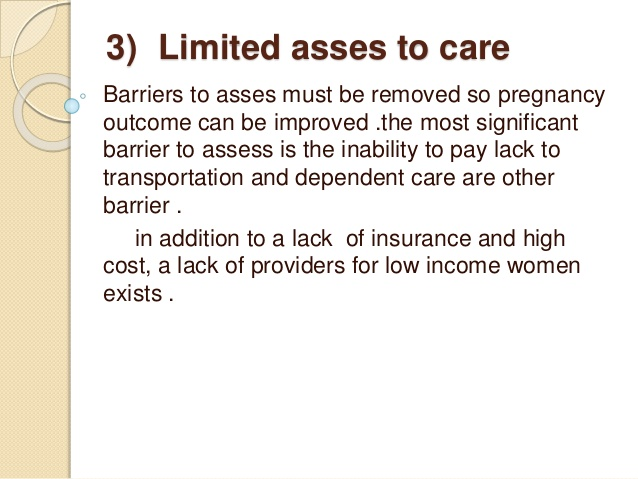 3)  Limited asses to care
Barriers to asses must be removed so pregnancy
outcome can be improved .the most significant
barrier to assess is the inability to pay lack to
transportation and dependent care are other
barrier .
in addition to a lack  of insurance and high
cost, a lack of providers for low income women
exists .